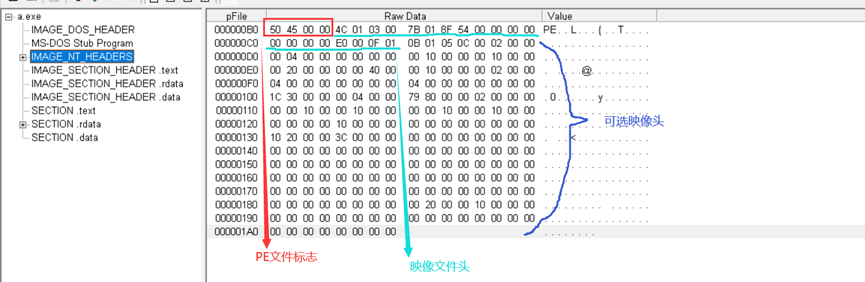 a.exe
IMAGE_DOS_HEADER
MS-DOS Stub Program
IMAGE_NT_HEADERS
IMAGE_SECTION_HEADER .text
IMAGE_SECTION_HEADER .rdata
IMAGE_SECTION_HEADER .data
SECTION .text
SECTION .rdata
SECTION .data
pFile Raw Data Value
000000B0 50 45 00 00 4C 01 03 00 7B 01 8F 54 00 00 00 00 PE..L...{..T....
000000C0 00 00 00 00 E0 00 0F 01 0B 01 05 0C 00 02 00 00 ................
000000D0 00 04 00 00 00 00 00 00 00 10 00 00 00 10 00 00 ................
000000E0 00 20 00 00 00 00 40 00 00 10 00 00 00 02 00 00 . ....@.........
000000F0 04 00 00 00 00 00 00 00 04 00 00 00 00 00 00 00 ................
00000100 1C 30 00 00 00 04 00 00 79 80 00 00 02 00 00 00 .0......y.......
00000110 00 00 10 00 00 10 00 00 00 00 10 00 00 10 00 00 ................
00000120 00 00 00 00 10 00 00 00 00 00 00 00 00 00 00 00 ................
00000130 10 20 00 00 3C 00 00 00 00 00 00 00 00 00 00 00 . ..<...........
00000140 00 00 00 00 00 00 00 00 00 00 00 00 00 00 00 00 ................
00000150 00 00 00 00 00 00 00 00 00 00 00 00 00 00 00 00 ................
00000160 00 00 00 00 00 00 00 00 00 00 00 00 00 00 00 00 ................
00000170 00 00 00 00 00 00 00 00 00 00 00 00 00 00 00 00 ................
00000180 00 00 00 00 00 00 00 00 00 20 00 00 10 00 00 00 ......... ......
00000190 00 00 00 00 00 00 00 00 00 00 00 00 00 00 00 00 ................
000001A0 00 00 00 00 00 00 00 00 ........
可选映像头
PE文件标志
映像文件头